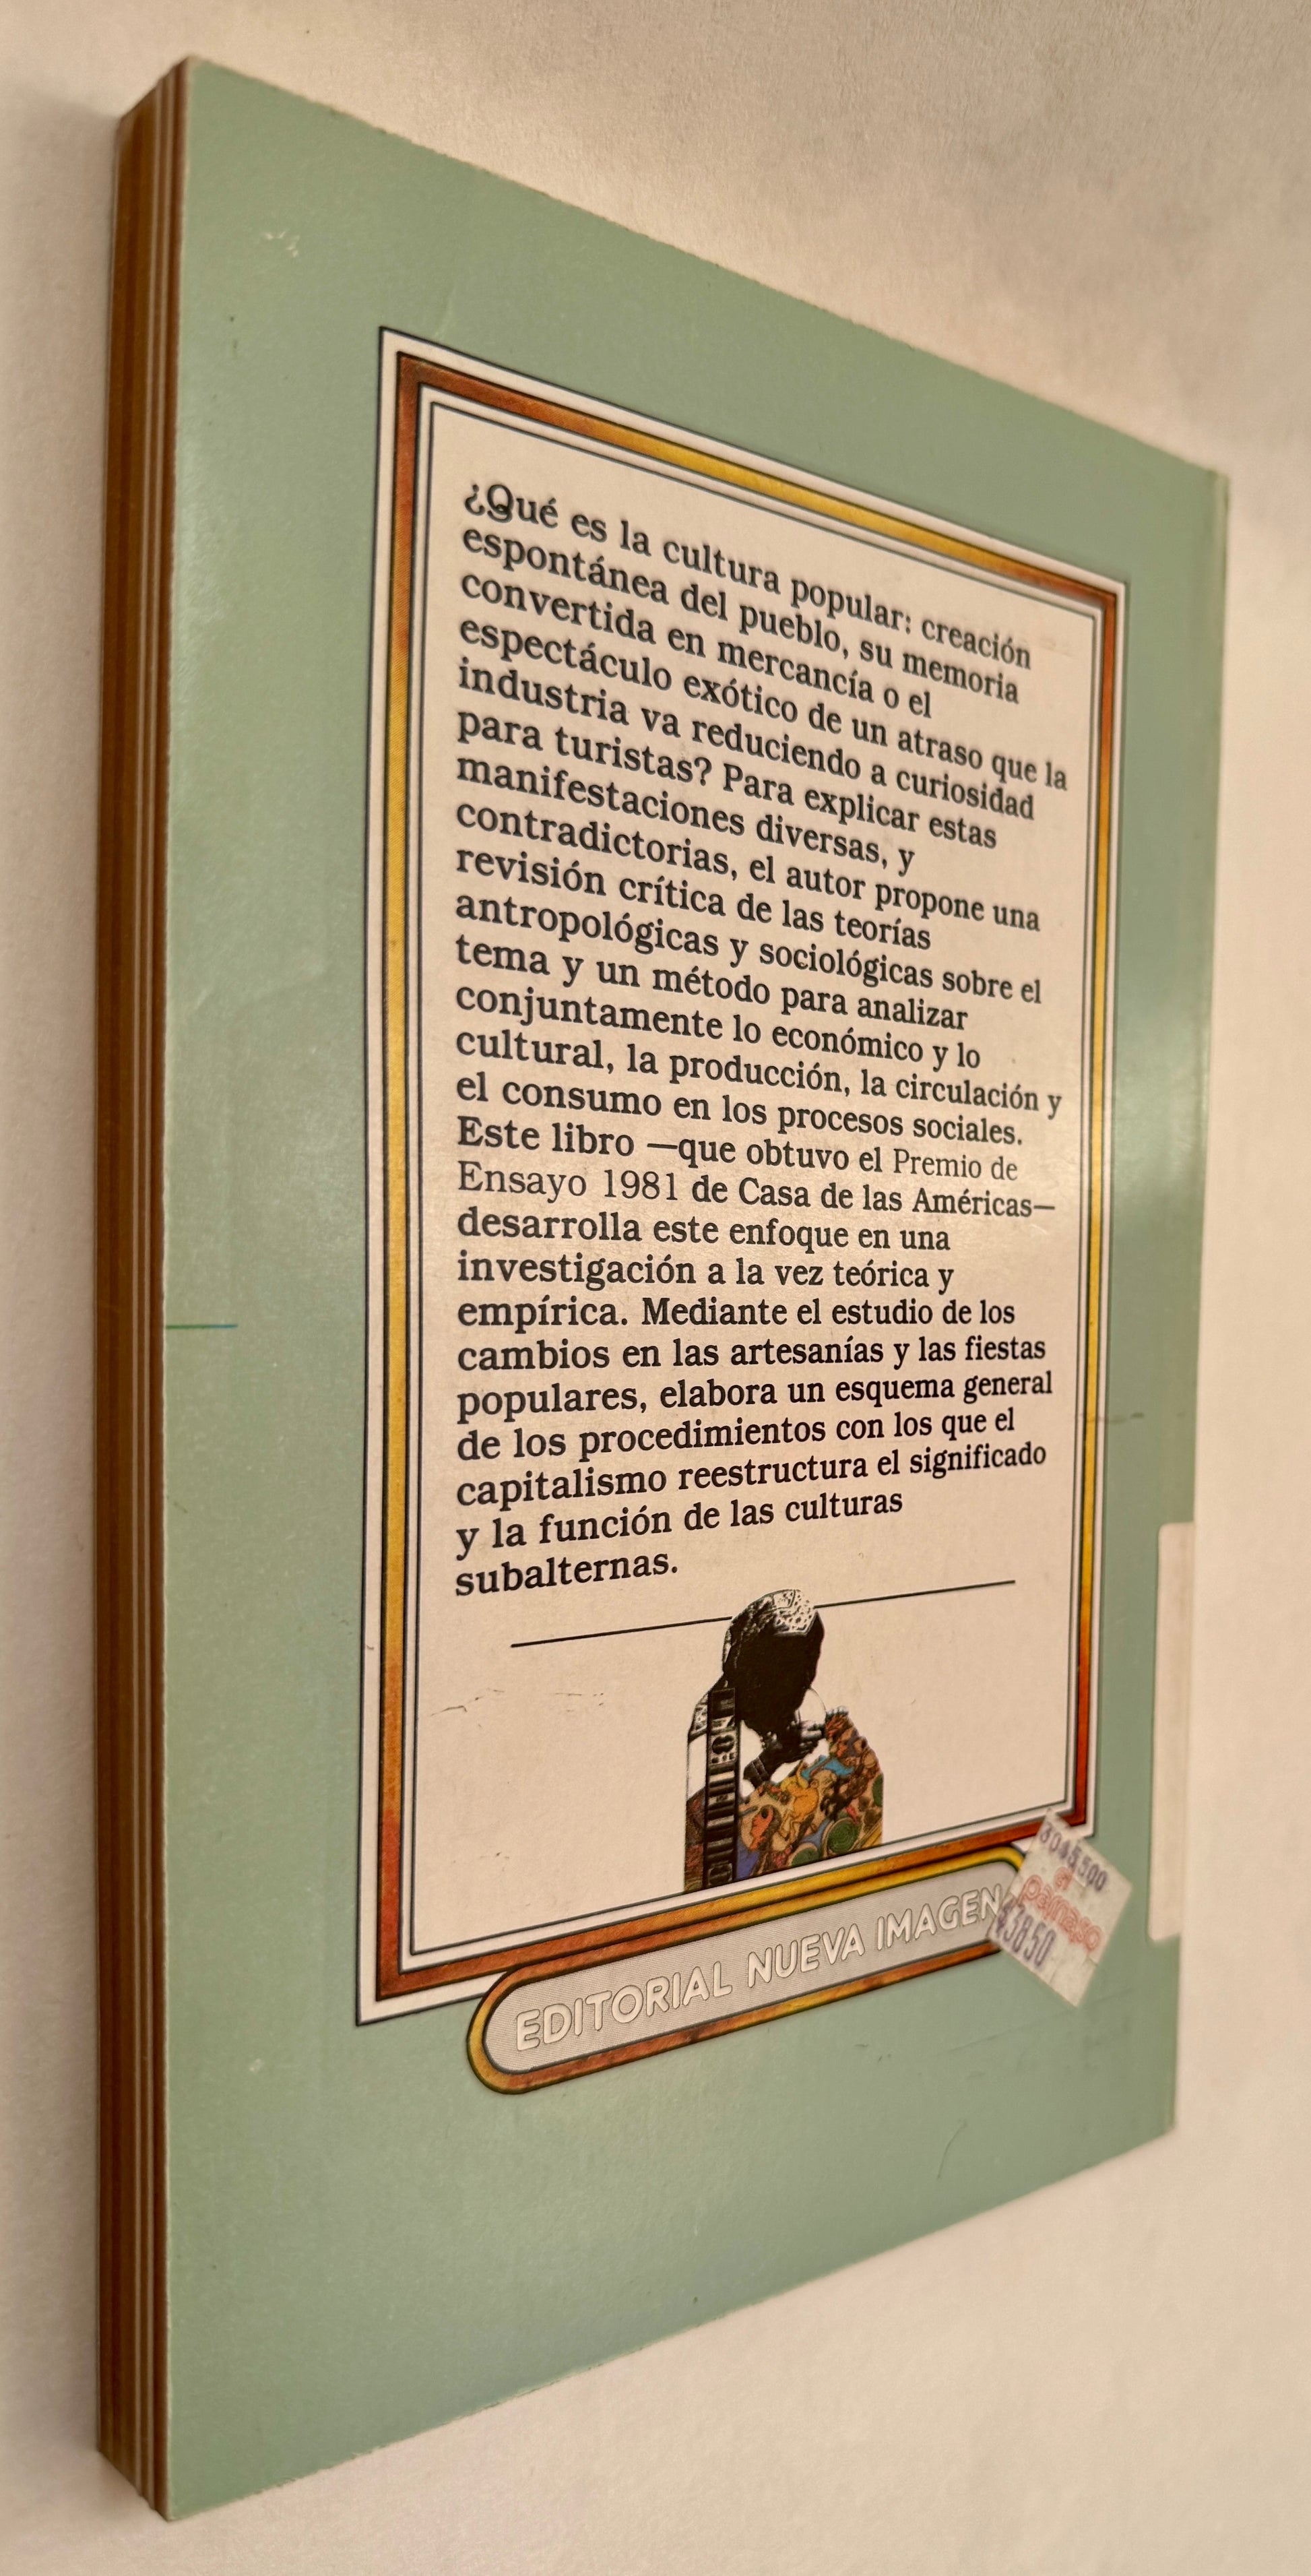 ¿Qué es la cultura popular: creación
espontánea del pueblo, su memoria
convertida en mercancía o el
espectáculo exótico de un atraso que la
industria va reduciendo a curiosidad
para turistas? Para explicar estas
manifestaciones diversas, y
contradictorias, el autor propone una
revisión crítica de las teorías
antropológicas y sociológicas sobre el
tema y un método para analizar
conjuntamente lo económico y lo
cultural, la producción, la circulación y
el consumo en los procesos sociales.
Este libro —que obtuvo el Premio de
Ensayo 1981 de Casa de las Américas—
desarrolla este enfoque en una
investigación a la vez teórica y
empírica. Mediante el estudio de los
cambios en las artesanías y las fiestas
populares, elabora un esquema general
de los procedimientos con los que el
capitalismo reestructura el significado
y la función de las culturas
subalternas.
EDITORIAL NUEVA IMAGEN
3045500
el
parnaso
$3850